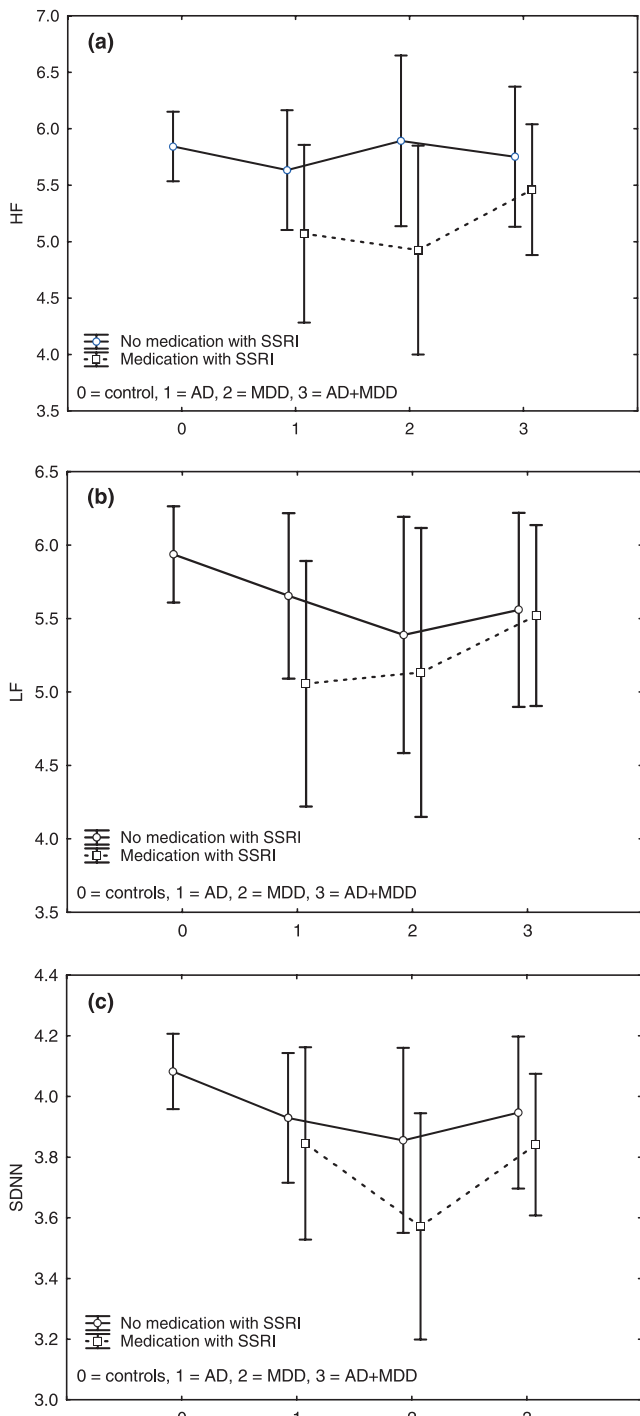 (a)
7.0
6.5
6.0
5.5
5.0
4.5
4.0
3.5
HF
No medication with SSRI
Medication with SSRI
0 = control, 1 = AD, 2 = MDD, 3 = AD+MDD
0 1 2 3
(b)
6.5
6.0
5.5
5.0
4.5
4.0
3.5
LF
No medication with SSRI
Medication with SSRI
0 = controls, 1 = AD, 2 = MDD, 3 = AD+MDD
0 1 2 3
(c)
4.4
4.2
4.0
3.8
3.6
3.4
3.2
3.0
SDNN
No medication with SSRI
Medication with SSRI
0 = controls, 1 = AD, 2 = MDD, 3 = AD+MDD
0 1 2